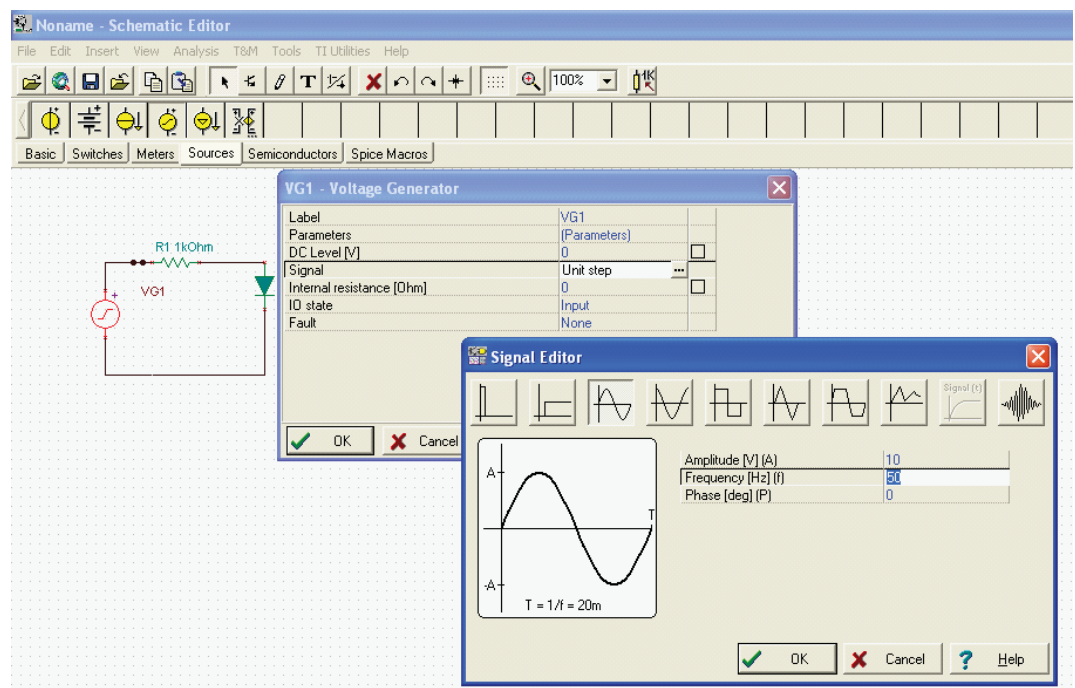 Noname - Schematic Editor
File Edit Insert View Analysis T&M Tools TI Utilities Help
100% 1K
Basic Switches Meters Sources Semiconductors Spice Macros
VG1 - Voltage Generator
Label VG1
Parameters (Parameters)
DC Level [V] 0
Signal Unit step ...
Internal resistance [Ohm] 0
IO state Input
Fault None
R1 1kOhm
+
VG1
OK Cancel
Signal Editor
Signal (t)
Amplitude [V] (A) 10
Frequency [Hz] (f) 50
Phase [deg] (P) 0
A
T
-A
T = 1/f = 20m
OK Cancel ? Help